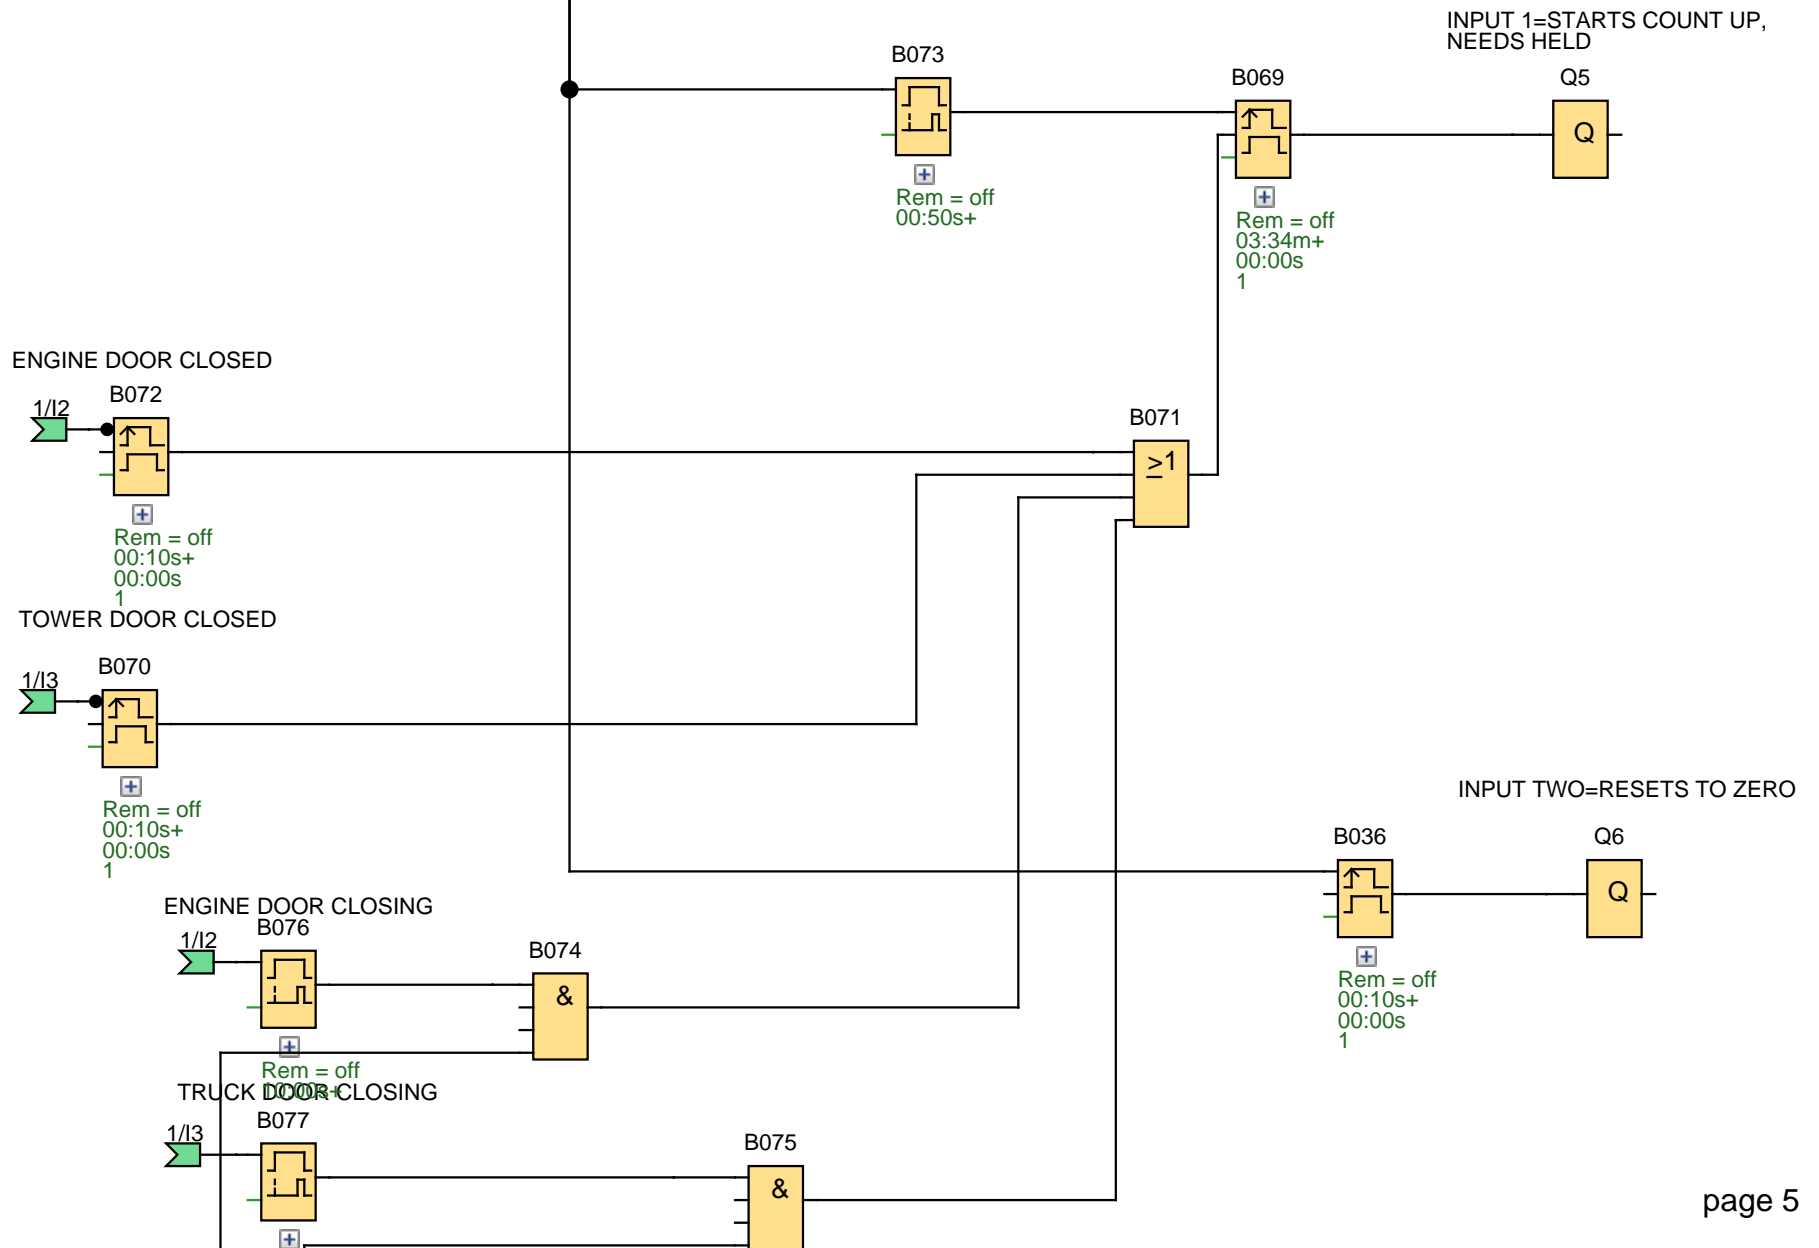 INPUT 1=STARTS COUNT UP,
NEEDS HELD
B073
B069
Q5
Q
Rem = off
00:50s+
Rem = off
03:34m+
00:00s
1
ENGINE DOOR CLOSED
B072
1/I2
B071
≥1
Rem = off
00:10s+
00:00s
1
TOWER DOOR CLOSED
B070
1/I3
INPUT TWO=RESETS TO ZERO
Rem = off
00:10s+
00:00s
1
B036
Q6
Q
ENGINE DOOR CLOSING
B076
1/I2
B074
&
Rem = off
00:10s+
00:00s
1
Rem = off
10:00s+
TRUCK DOOR CLOSING
B077
1/I3
B075
&
page 5